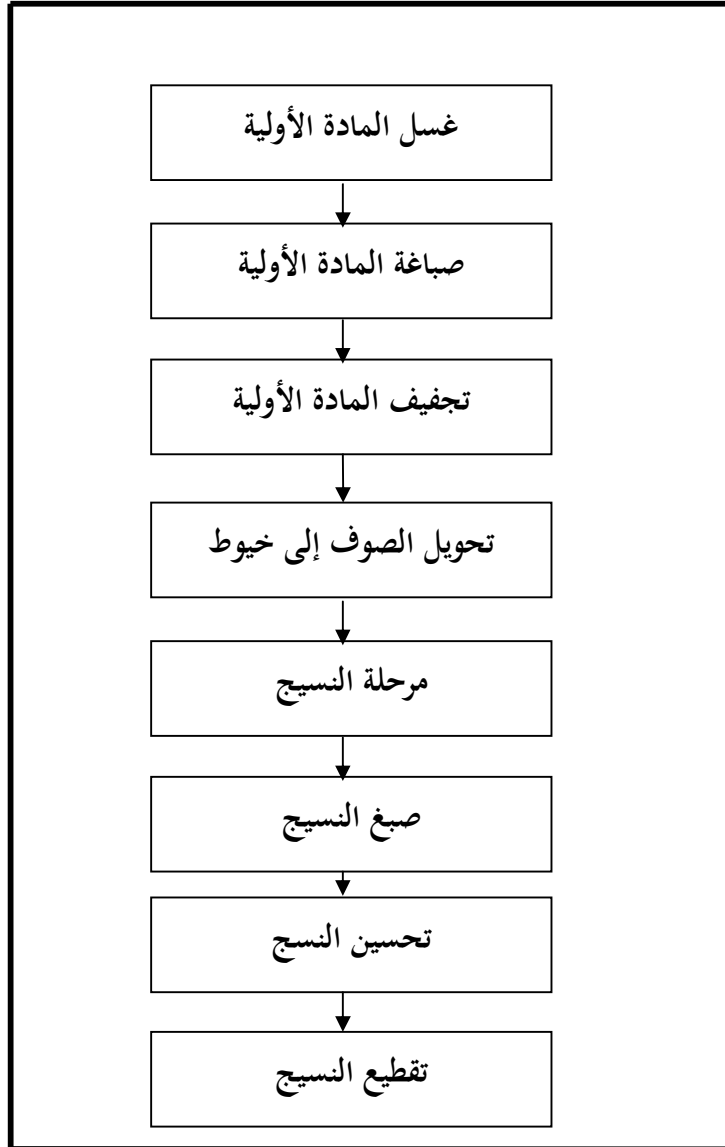 غسل المادة الأولية
صباغة المادة الأولية
تجفيف المادة الأولية
تحويل الصوف إلى خيوط
مرحلة النسيج
صبغ النسيج
تحسين النسج
تقطيع النسيج